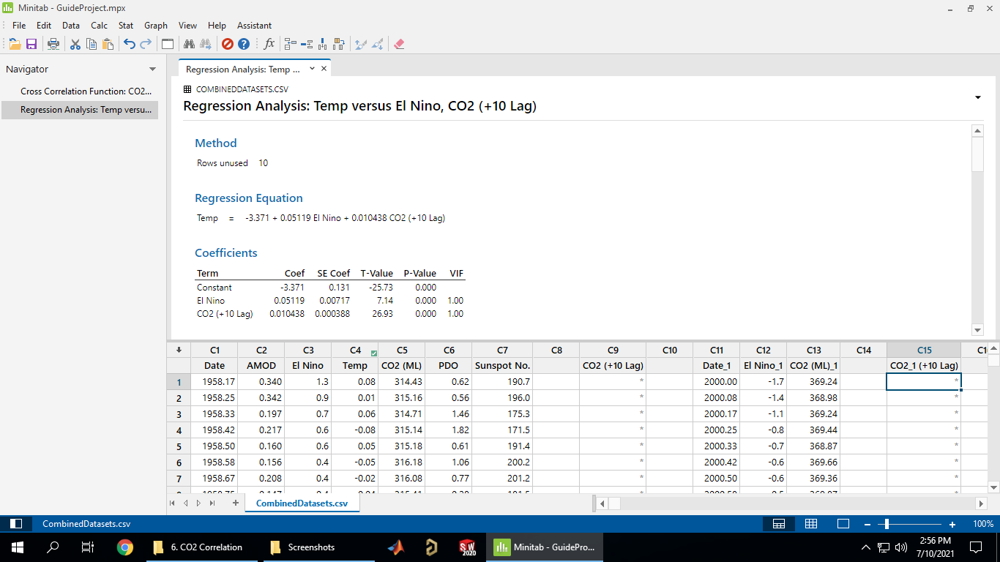 Minitab - GuideProject.mpx
File Edit Data Calc Stat Graph View Help Assistant
Navigator
Cross Correlation Function: CO2...
Regression Analysis: Temp versu...
Regression Analysis: Temp ...
COMBINEDDATASETS.CSV
Regression Analysis: Temp versus El Nino, CO2 (+10 Lag)
Method
Rows unused 10
Regression Equation
Temp = -3.371 + 0.05119 El Nino + 0.010438 CO2 (+10 Lag)
Coefficients
Term Coef SE Coef T-Value P-Value VIF
Constant -3.371 0.131 -25.73 0.000
El Nino 0.05119 0.00717 7.14 0.000 1.00
CO2 (+10 Lag) 0.010438 0.000388 26.93 0.000 1.00
C1 C2 C3 C4 C5 C6 C7 C8 C9 C10 C11 C12 C13 C14 C15
Date AMOD El Nino Temp CO2 (ML) PDO Sunspot No. CO2 (+10 Lag) Date_1 El Nino_1 CO2 (ML)_1 CO2_1 (+10 Lag)
1 1958.17 0.340 1.3 0.08 314.43 0.62 190.7 * 2000.00 -1.7 369.24 *
2 1958.25 0.342 0.9 0.01 315.16 0.56 196.0 * 2000.08 -1.4 368.98 *
3 1958.33 0.197 0.7 0.06 314.71 1.46 175.3 * 2000.17 -1.1 369.24 *
4 1958.42 0.217 0.6 -0.08 315.14 1.82 171.5 * 2000.25 -0.8 369.44 *
5 1958.50 0.160 0.6 0.05 315.18 0.61 191.4 * 2000.33 -0.7 368.87 *
6 1958.58 0.156 0.4 -0.05 316.18 1.06 200.2 * 2000.42 -0.6 369.66 *
7 1958.67 0.208 0.4 -0.02 316.08 0.77 201.2 * 2000.50 -0.6 369.36 *
CombinedDatasets.csv
CombinedDatasets.csv
100%
6. CO2 Correlation
Screenshots
SW 2020
Minitab - GuidePro...
2:56 PM
7/10/2021